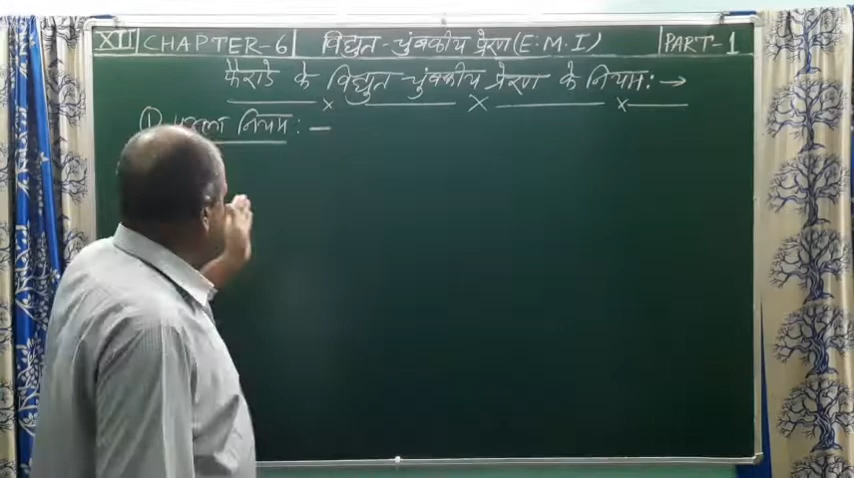 XII CHAPTER-6 विद्युत-चुंबकीय प्रेरण (E.M.I) PART-1
फैराडे के विद्युत चुंबकीय प्रेरण के नियम: →
① पहला नियम: —